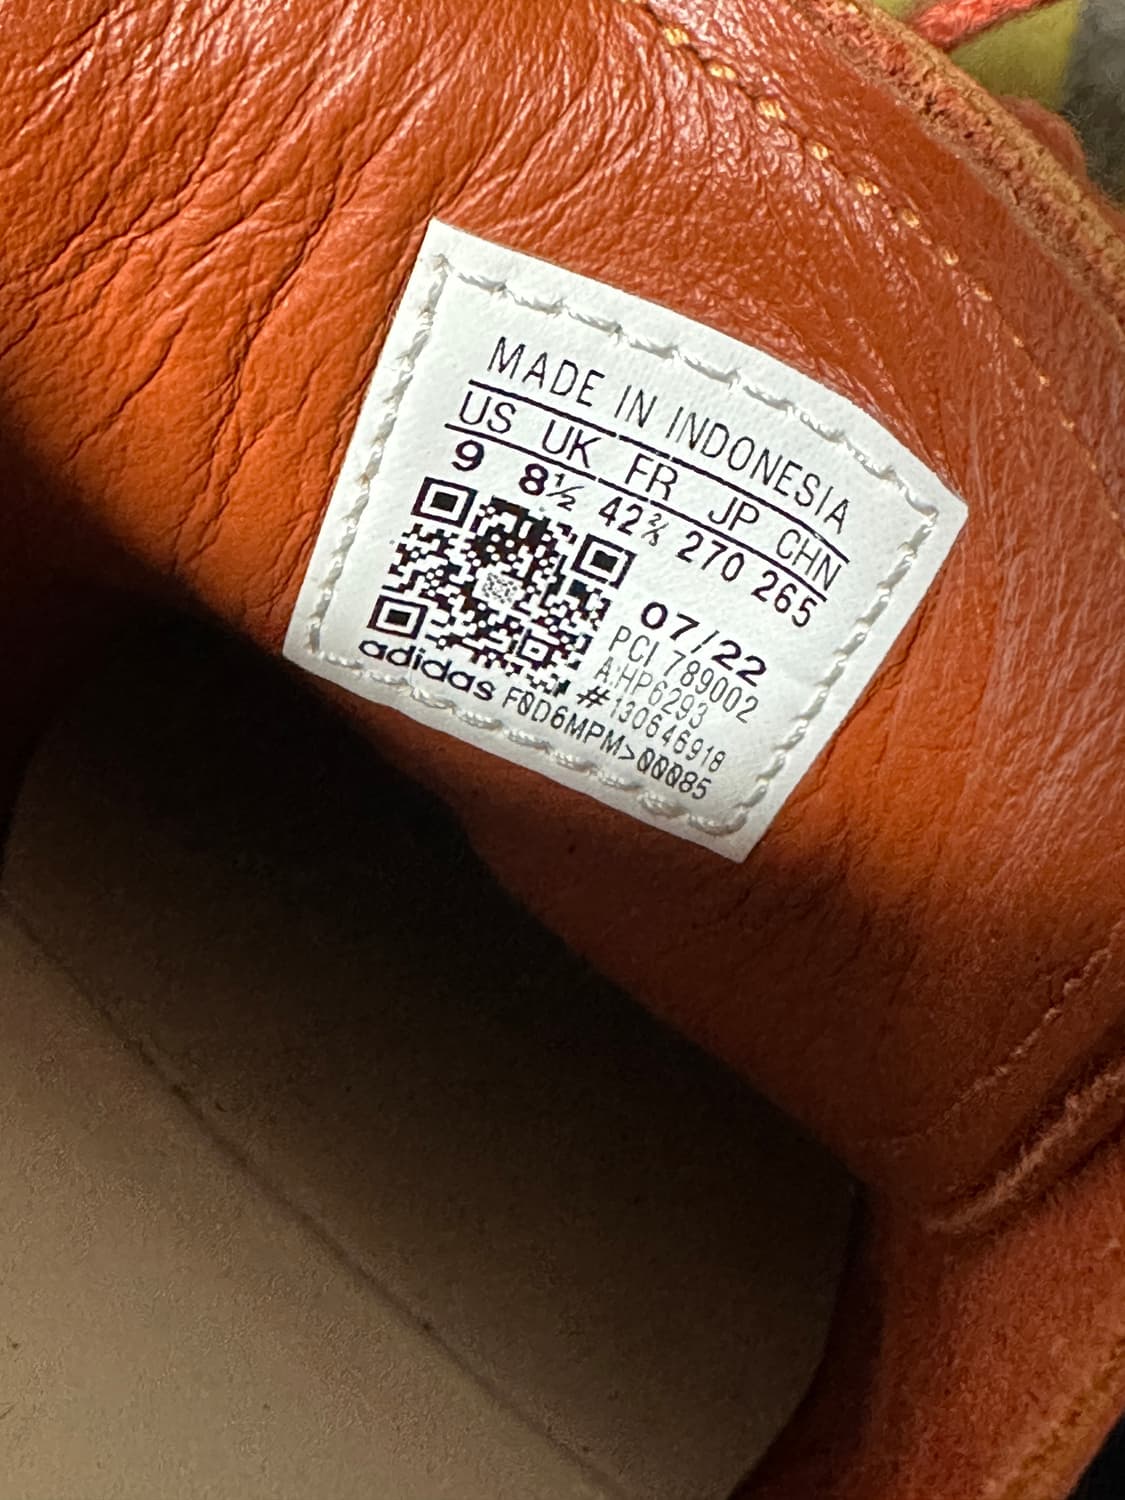 MADE IN INDONESIA
US UK FR JP CHN
9 8½ 42⅔ 270 265
07/22
PCI 789002
A:HP6293
#130646918
adidas F0D6MPM>00085